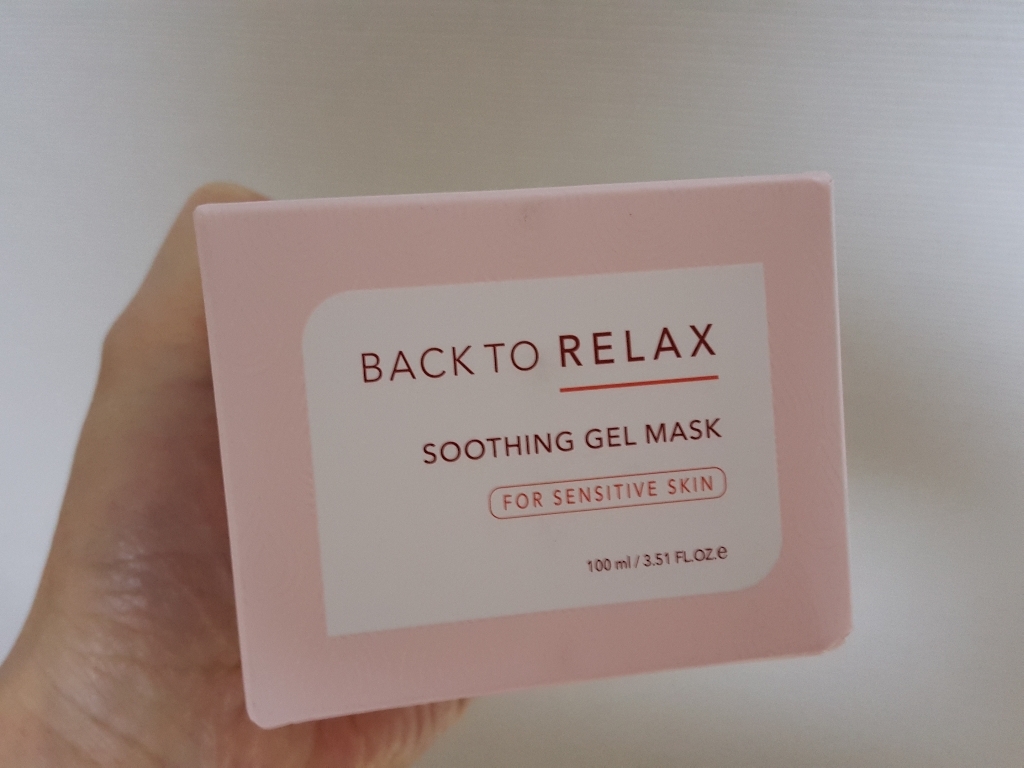 BACK TO RELAX
SOOTHING GEL MASK
FOR SENSITIVE SKIN
100 ml / 3.51 FL.OZ.e